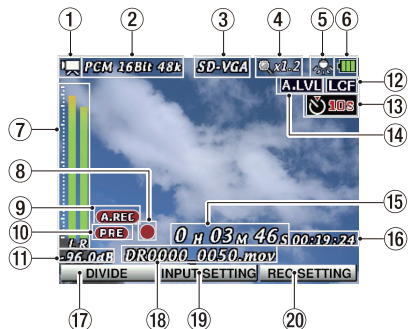 ① ② ③ ④ ⑤ ⑥
PCM 16Bit 48k SD-VGA x1.2
⑦ A.LVL LCF ⑫
10s ⑬
⑭
⑧
⑨ A.REC ⑮
⑩ PRE 0 H 03 M 46 S 00:19:24 ⑯
L R
⑪ -96.0dB DR0000_0050.mov
DIVIDE INPUT SETTING REC SETTING
⑰ ⑱ ⑲ ⑳